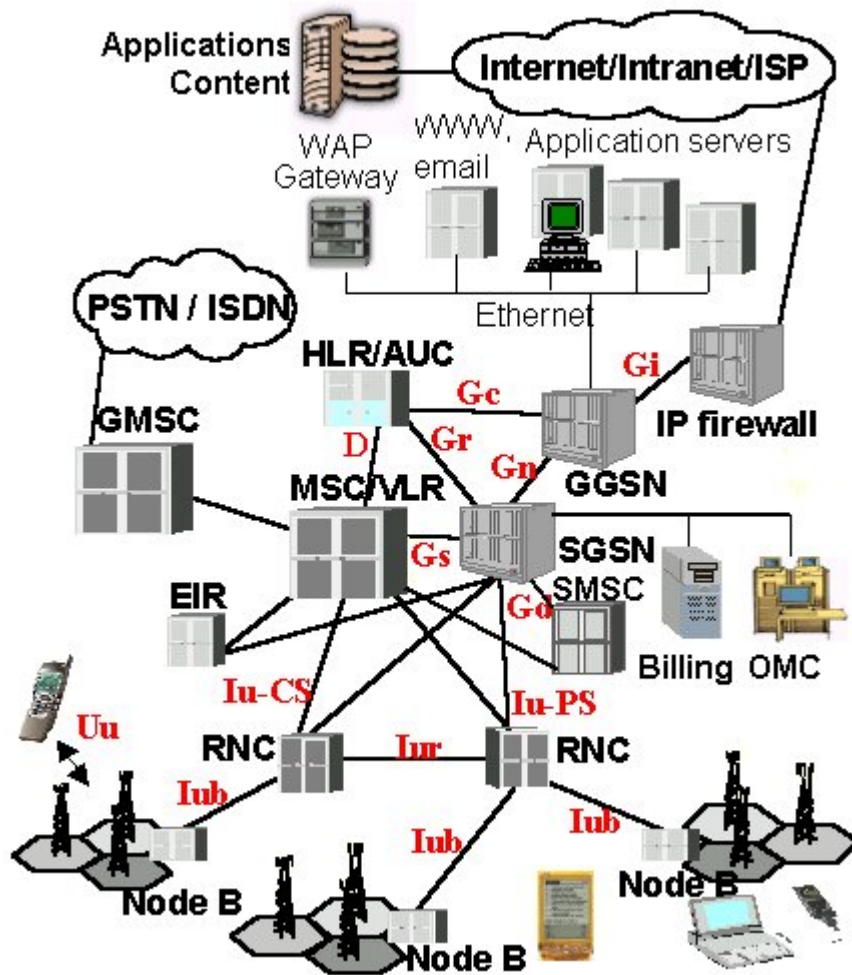 Applications
Content
Internet/Intranet/ISP
WAP
Gateway
WWW,
email
Application servers
PSTN / ISDN
Ethernet
HLR/AUC
Gc
Gi
GMSC
D
Gr
IP firewall
Gn
MSC/VLR
GGSN
Gs
SGSN
EIR
Gd
SMSC
Billing
OMC
Iu-CS
Iu-PS
Uu
RNC
Iur
RNC
Iub
Iub
Iub
Node B
Node B
Node B